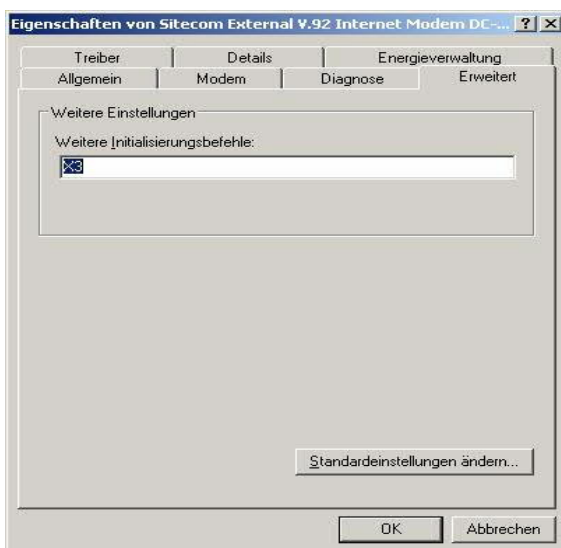 Eigenschaften von Sitecom External V.92 Internet Modem DC-...
Treiber Details Energieverwaltung
Allgemein Modem Diagnose Erweitert
Weitere Einstellungen
Weitere Initialisierungsbefehle:
X3
Standardeinstellungen ändern...
OK Abbrechen